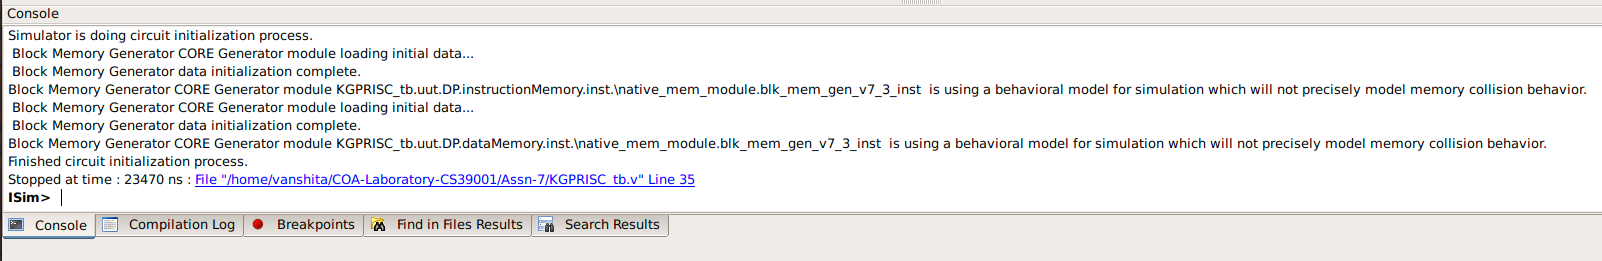 Console
Simulator is doing circuit initialization process.
Block Memory Generator CORE Generator module loading initial data...
Block Memory Generator data initialization complete.
Block Memory Generator CORE Generator module KGPRISC_tb.uut.DP.instructionMemory.inst.\native_mem_module.blk_mem_gen_v7_3_inst  is using a behavioral model for simulation which will not precisely model memory collision behavior.
Block Memory Generator CORE Generator module loading initial data...
Block Memory Generator data initialization complete.
Block Memory Generator CORE Generator module KGPRISC_tb.uut.DP.dataMemory.inst.\native_mem_module.blk_mem_gen_v7_3_inst  is using a behavioral model for simulation which will not precisely model memory collision behavior.
Finished circuit initialization process.
Stopped at time : 23470 ns : File "/home/vanshita/COA-Laboratory-CS39001/Assn-7/KGPRISC_tb.v" Line 35
ISim>
Console Compilation Log Breakpoints Find in Files Results Search Results